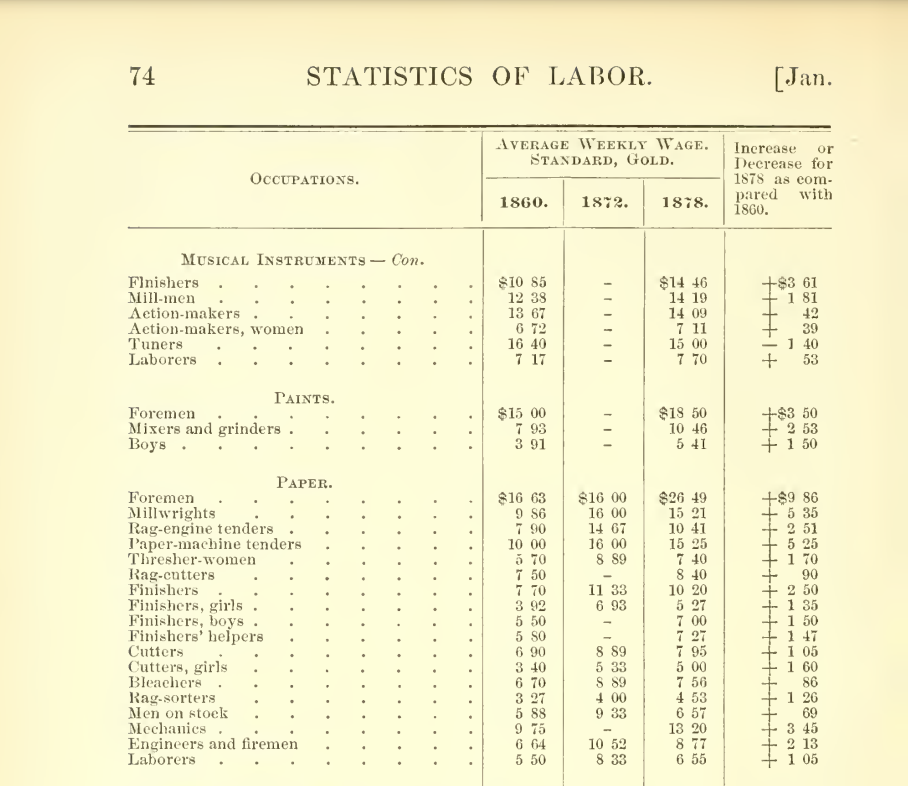 74 STATISTICS OF LABOR. [Jan.
OCCUPATIONS. AVERAGE WEEKLY WAGE. STANDARD, GOLD. Increase or Decrease for 1878 as compared with 1860.
1860. 1872. 1878.
MUSICAL INSTRUMENTS — Con.
Finishers . . . . . . . . $10 85 – $14 46 +$3 61
Mill-men . . . . . . . . 12 38 – 14 19 + 1 81
Action-makers . . . . . . . 13 67 – 14 09 + 42
Action-makers, women . . . . . 6 72 – 7 11 + 39
Tuners . . . . . . . . 16 40 – 15 00 — 1 40
Laborers . . . . . . . . 7 17 – 7 70 + 53
PAINTS.
Foremen . . . . . . . . $15 00 – $18 50 +$3 50
Mixers and grinders . . . . . . 7 93 – 10 46 + 2 53
Boys . . . . . . . . . 3 91 – 5 41 + 1 50
PAPER.
Foremen . . . . . . . . $16 63 $16 00 $26 49 +$9 86
Millwrights . . . . . . . 9 86 16 00 15 21 + 5 35
Rag-engine tenders . . . . . . 7 90 14 67 10 41 + 2 51
Paper-machine tenders . . . . . 10 00 16 00 15 25 + 5 25
Thresher-women . . . . . . 5 70 8 89 7 40 + 1 70
Rag-cutters . . . . . . . 7 50 – 8 40 + 90
Finishers . . . . . . . . 7 70 11 33 10 20 + 2 50
Finishers, girls . . . . . . . 3 92 6 93 5 27 + 1 35
Finishers, boys . . . . . . . 5 50 – 7 00 + 1 50
Finishers' helpers . . . . . . 5 80 – 7 27 + 1 47
Cutters . . . . . . . . 6 90 8 89 7 95 + 1 05
Cutters, girls . . . . . . . 3 40 5 33 5 00 + 1 60
Bleachers . . . . . . . . 6 70 8 89 7 56 + 86
Rag-sorters . . . . . . . 3 27 4 00 4 53 + 1 26
Men on stock . . . . . . . 5 88 9 33 6 57 + 69
Mechanics . . . . . . . . 9 75 – 13 20 + 3 45
Engineers and firemen . . . . . 6 64 10 52 8 77 + 2 13
Laborers . . . . . . . . 5 50 8 33 6 55 + 1 05